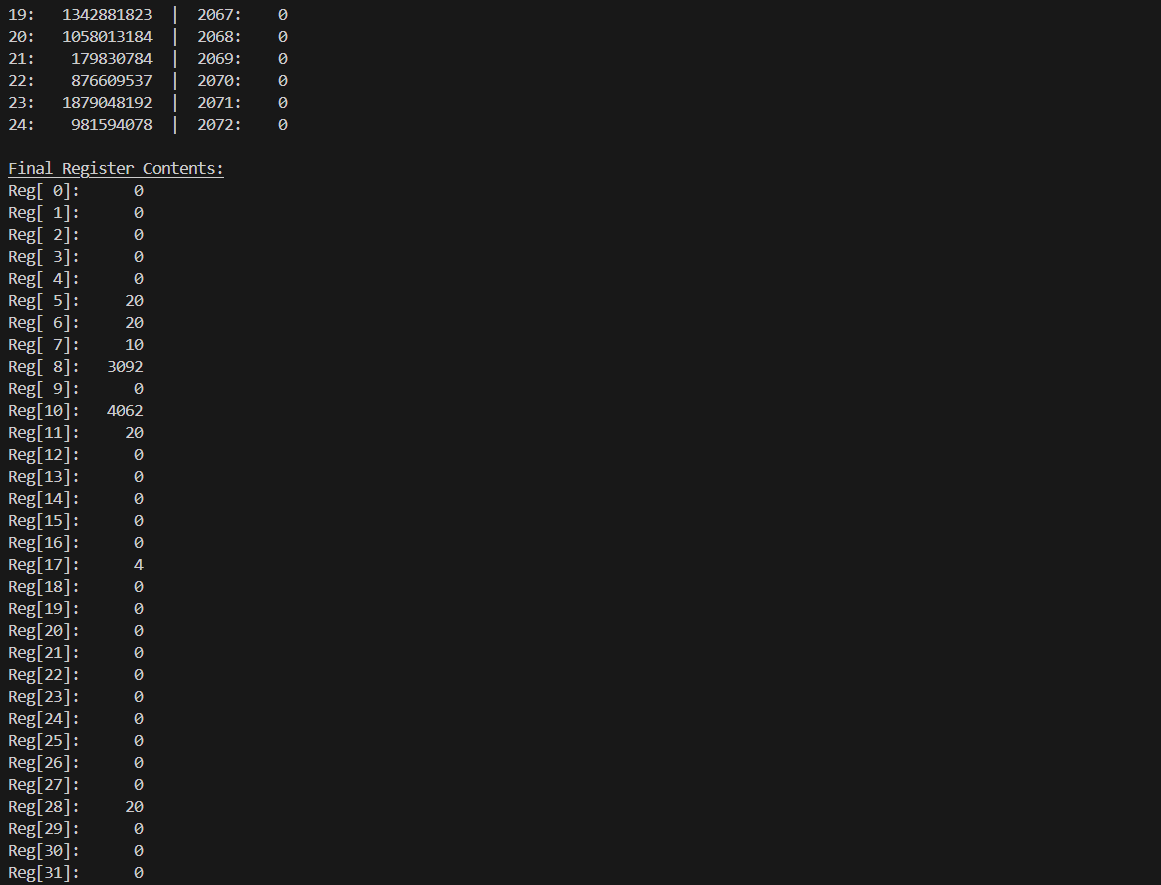 19:   1342881823  |  2067:    0
20:   1058013184  |  2068:    0
21:    179830784  |  2069:    0
22:    876609537  |  2070:    0
23:   1879048192  |  2071:    0
24:    981594078  |  2072:    0
Final Register Contents:
Reg[ 0]:      0
Reg[ 1]:      0
Reg[ 2]:      0
Reg[ 3]:      0
Reg[ 4]:      0
Reg[ 5]:     20
Reg[ 6]:     20
Reg[ 7]:     10
Reg[ 8]:   3092
Reg[ 9]:      0
Reg[10]:   4062
Reg[11]:     20
Reg[12]:      0
Reg[13]:      0
Reg[14]:      0
Reg[15]:      0
Reg[16]:      0
Reg[17]:      4
Reg[18]:      0
Reg[19]:      0
Reg[20]:      0
Reg[21]:      0
Reg[22]:      0
Reg[23]:      0
Reg[24]:      0
Reg[25]:      0
Reg[26]:      0
Reg[27]:      0
Reg[28]:     20
Reg[29]:      0
Reg[30]:      0
Reg[31]:      0